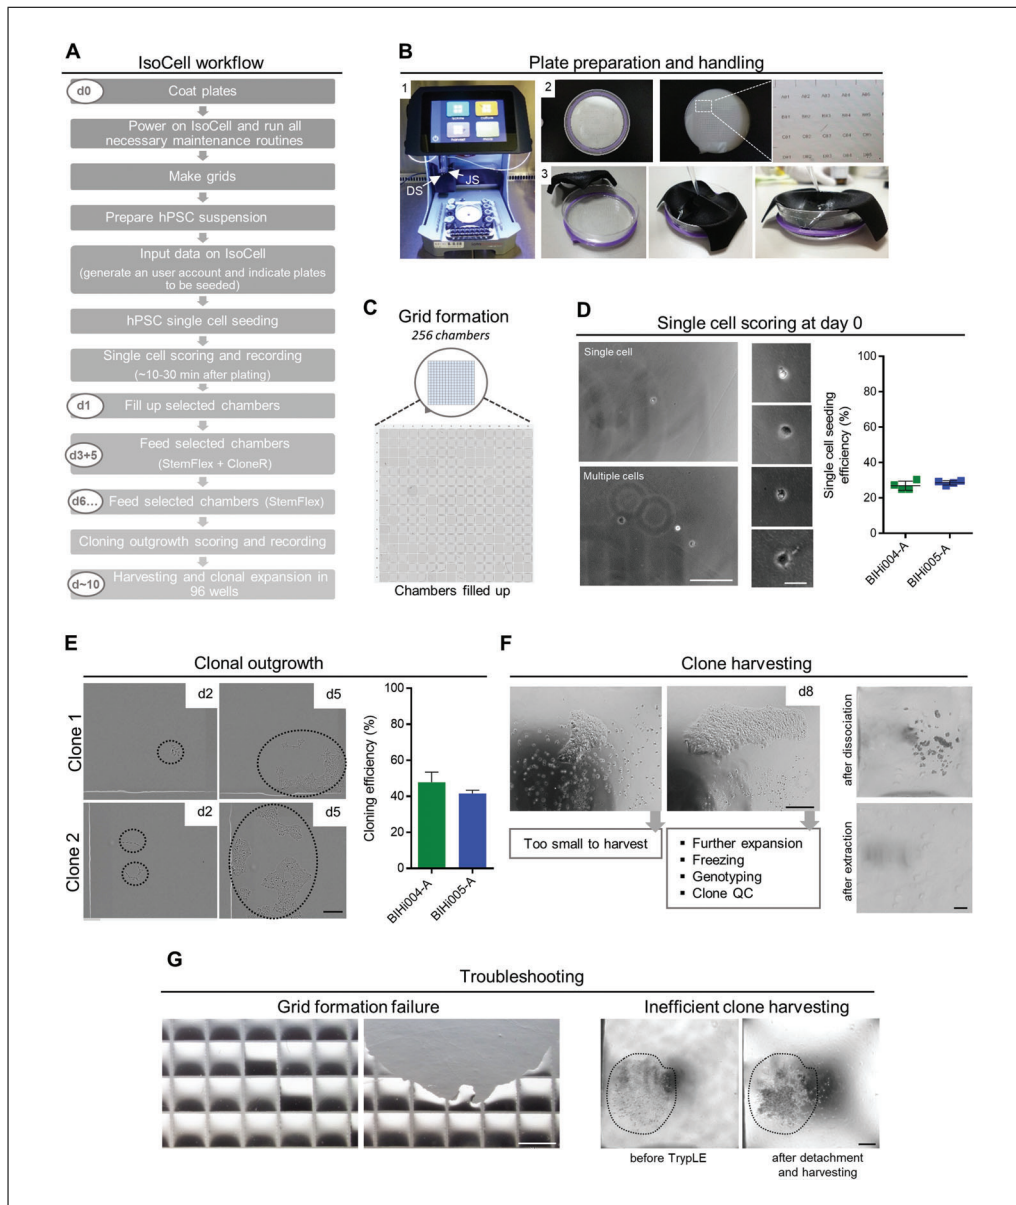 A
IsoCell workflow
d0
Coat plates
Power on IsoCell and run all
necessary maintenance routines
Make grids
Prepare hPSC suspension
Input data on IsoCell
(generate an user account and indicate plates
to be seeded)
hPSC single cell seeding
Single cell scoring and recording
(~10-30 min after plating)
d1
Fill up selected chambers
d3+5
Feed selected chambers
(StemFlex + CloneR)
d6...
Feed selected chambers (StemFlex)
Cloning outgrowth scoring and recording
d~10
Harvesting and clonal expansion in
96 wells
B
Plate preparation and handling
1
DS
JS
2
3
C
Grid formation
256 chambers
Chambers filled up
D
Single cell scoring at day 0
Single cell
Multiple cells
Single cell seeding
efficiency (%)
100
80
60
40
20
0
BIHi004-A
BIHi005-A
E
Clonal outgrowth
Clone 1
d2
d5
Clone 2
d2
d5
Cloning efficiency (%)
100
80
60
40
20
0
BIHi004-A
BIHi005-A
F
Clone harvesting
d8
Too small to harvest
▪ Further expansion
▪ Freezing
▪ Genotyping
▪ Clone QC
after dissociation
after extraction
G
Troubleshooting
Grid formation failure
Inefficient clone harvesting
before TrypLE
after detachment
and harvesting